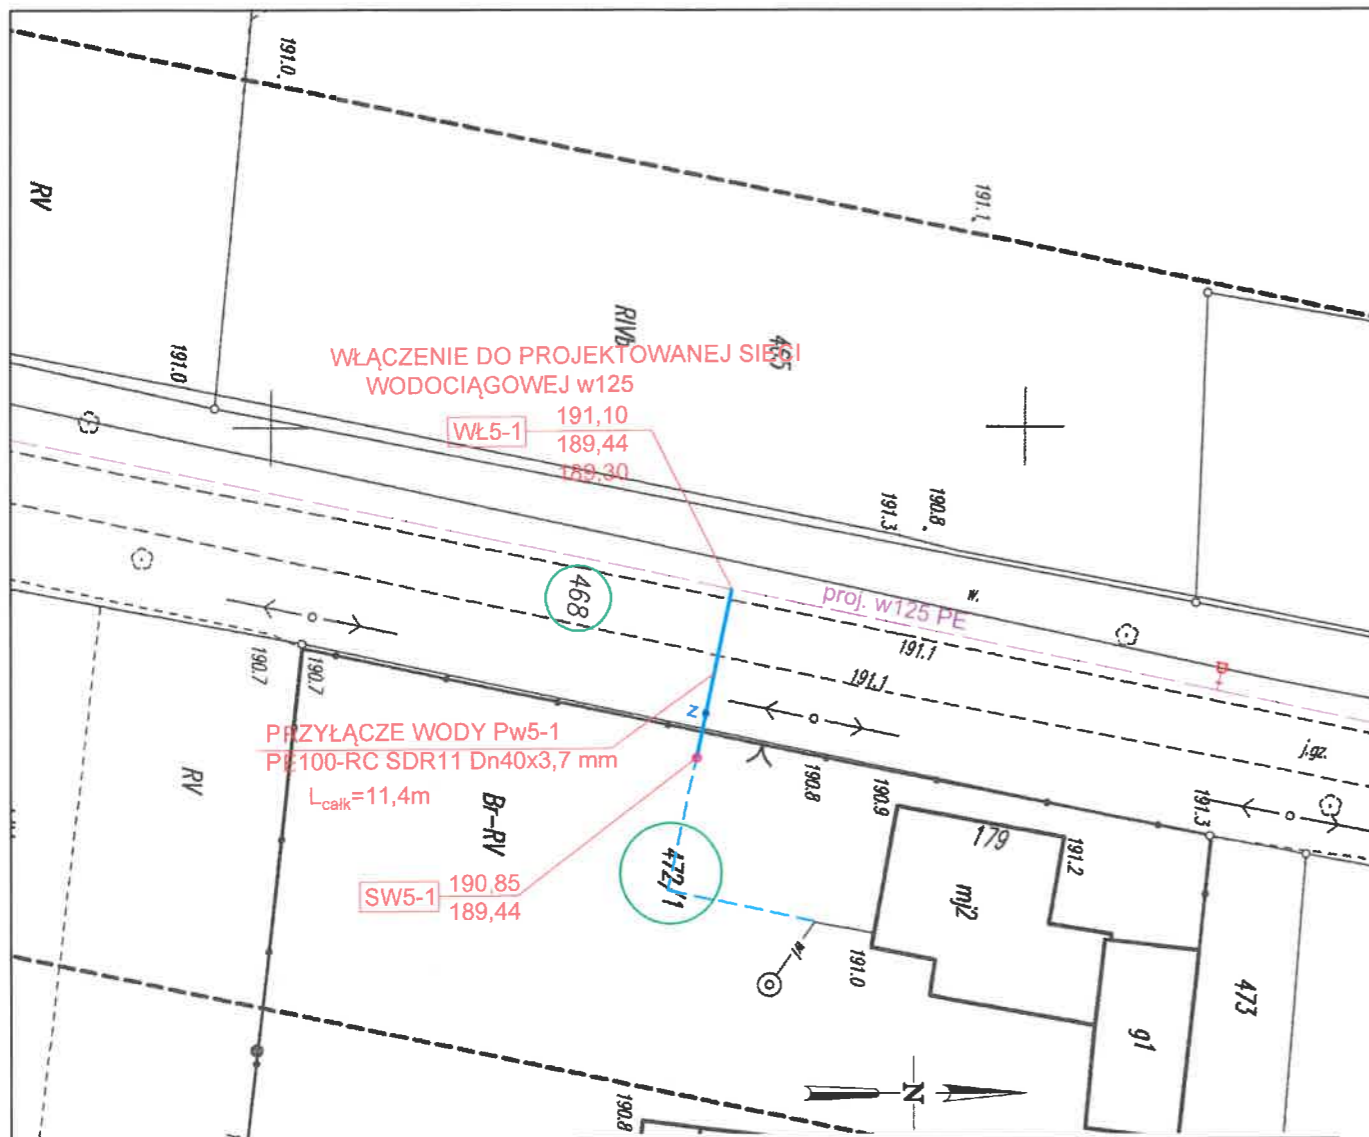 191.0
191.1
RV
RIVb
465
WŁĄCZENIE DO PROJEKTOWANEJ SIECI
WODOCIĄGOWEJ w125
191.0
WŁ5-1
191,10
189,44
189.30
191.3
190.8
468
proj. w125 PE
w.
191.1
191.1
190.7
190.7
z
PRZYŁĄCZE WODY Pw5-1
PE100-RC SDR11 Dn40x3,7 mm
Lcałk=11,4m
j.gz.
RV
Br-RV
190.8
190.9
191.3
179
191.2
mj2
472/1
SW5-1
190,85
189,44
wł
191.0
473
g1
N
190.8